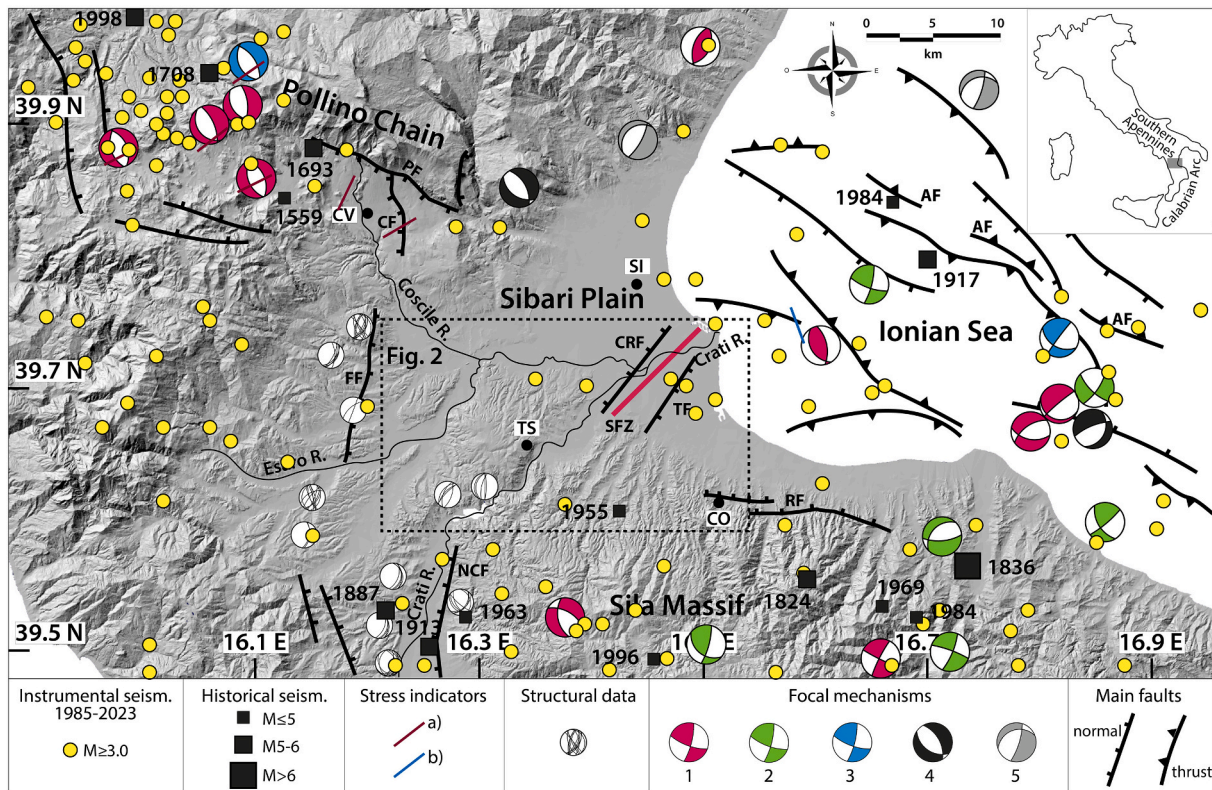 1998
1708
39.9 N
Pollino Chain
1693
PF
1559
CV
CF
0
5
10
km
N
O
E
S
Southern
Apennines
Calabrian Arc
1984
AF
AF
1917
AF
SI
Sibari Plain
Ionian Sea
Coscile R.
Fig. 2
39.7 N
CRF
Crati R.
FF
TF
SFZ
TS
Esaro R.
1955
CO
RF
1836
NCF
Crati R.
1887
1913
1963
Sila Massif
1824
1969
1984
39.5 N
16.1 E
16.3 E
1996
16.7
16.9 E
Instrumental seism.
1985-2023
M≥3.0
Historical seism.
M≤5
M5-6
M>6
Stress indicators
a)
b)
Structural data
Focal mechanisms
1
2
3
4
5
Main faults
normal
thrust